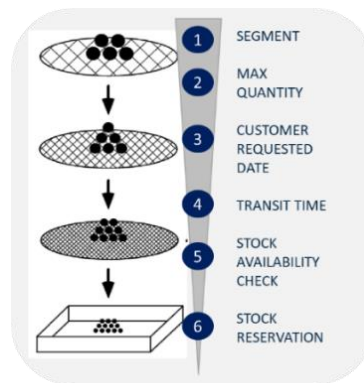 1 SEGMENT
2 MAX
QUANTITY
3 CUSTOMER
REQUESTED
DATE
4 TRANSIT TIME
5 STOCK
AVAILABILITY
CHECK
6 STOCK
RESERVATION